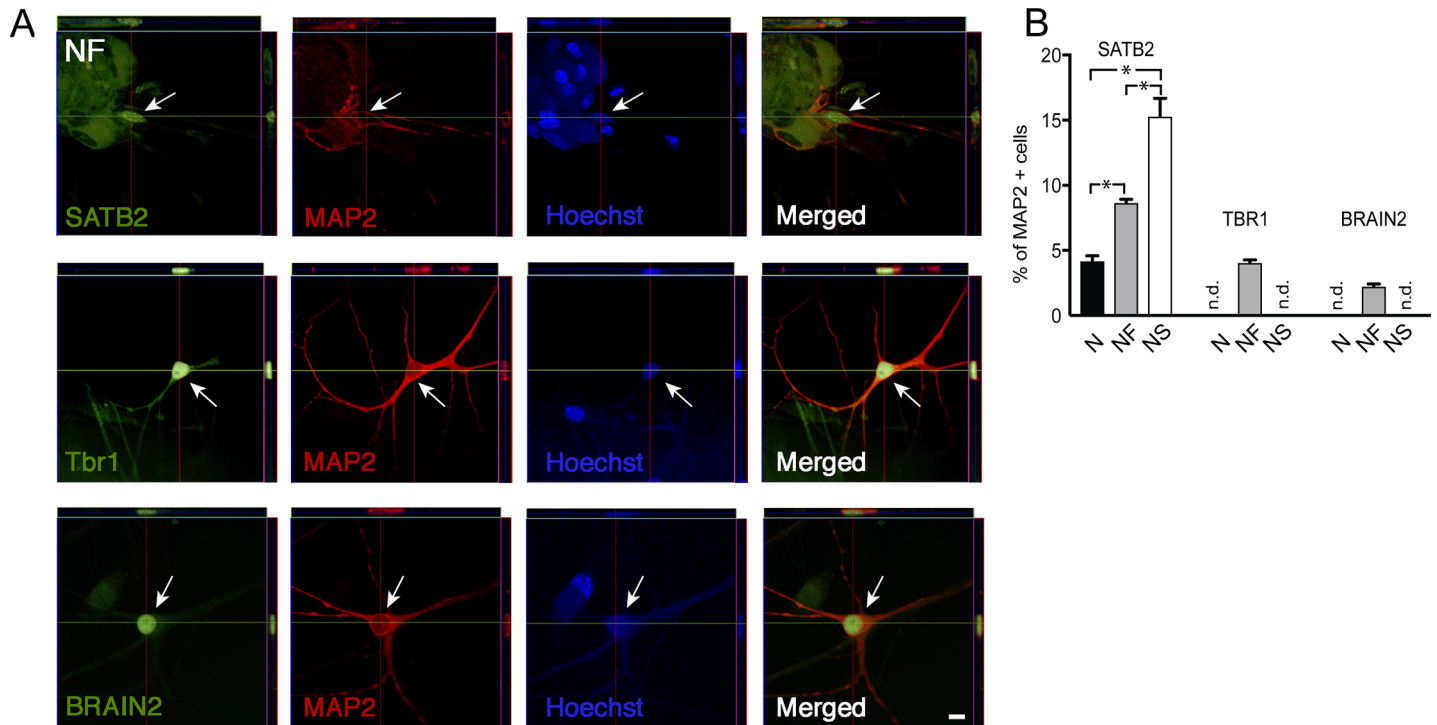 A
NF
SATB2
MAP2
Hoechst
Merged
Tbr1
MAP2
Hoechst
Merged
BRAIN2
MAP2
Hoechst
Merged
B
% of MAP2 + cells
20
15
10
5
0
SATB2
*
*
*
TBR1
BRAIN2
n.d.
n.d.
n.d.
n.d.
N NF NS
N NF NS
N NF NS